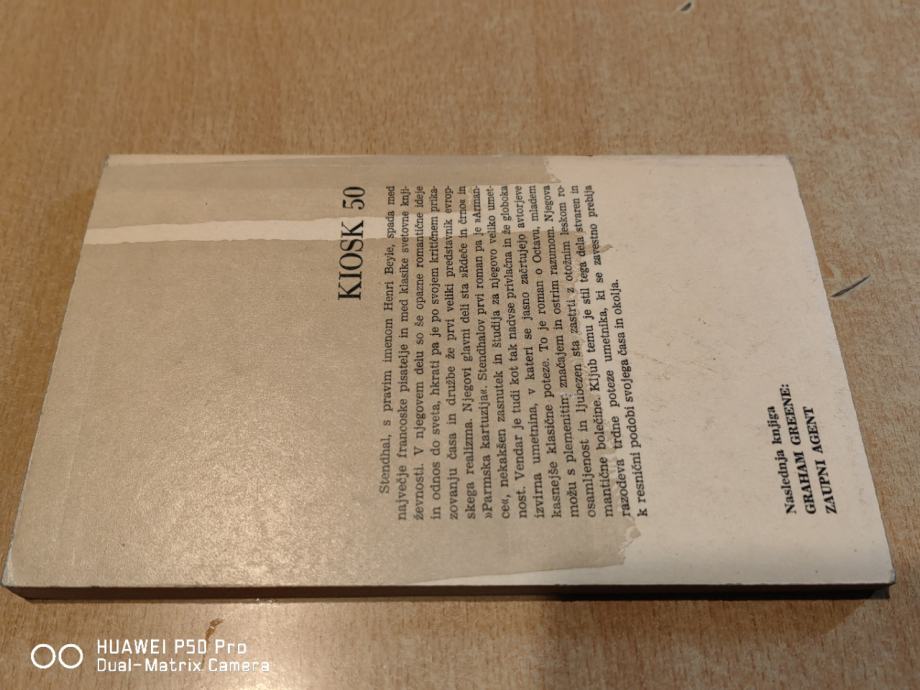 KIOSK 50
Stendhal, s pravim imenom Henri Beyle, spada med
največje francoske pisatelje in med klasike svetovne knji-
ževnosti. V njegovem delu so še opazne romantične ideje
in odnos do sveta, hkrati pa je po svojem kritičnem prika-
zovanju časa in družbe že prvi veliki predstavnik evrop-
skega realizma. Njegovi glavni deli sta »Rdeče in črno« in
»Parmska kartuzija«. Stendhalov prvi roman pa je »Arman-
ce«, nekakšen zasnutek in študija za njegovo veliko umet-
nost. Vendar je tudi kot tak nadvse privlačna in že globoka
izvirna umetnina, v kateri se jasno začrtujejo avtorjeve
kasnejše klasične poteze. To je roman o Octavu, mladem
možu s plemenitim značajem in ostrim razumom. Njegova
osamljenost in ljubezen sta zastrti z otožnim leskom ro-
mantične bolečine. Kljub temu je stil tega dela stvaren in
razodeva trdne poteze umetnika, ki se zavestno prebija
k resnični podobi svojega časa in okolja.
Naslednja knjiga
GRAHAM GREENE:
ZAUPNI AGENT
HUAWEI P50 Pro
Dual-Matrix Camera